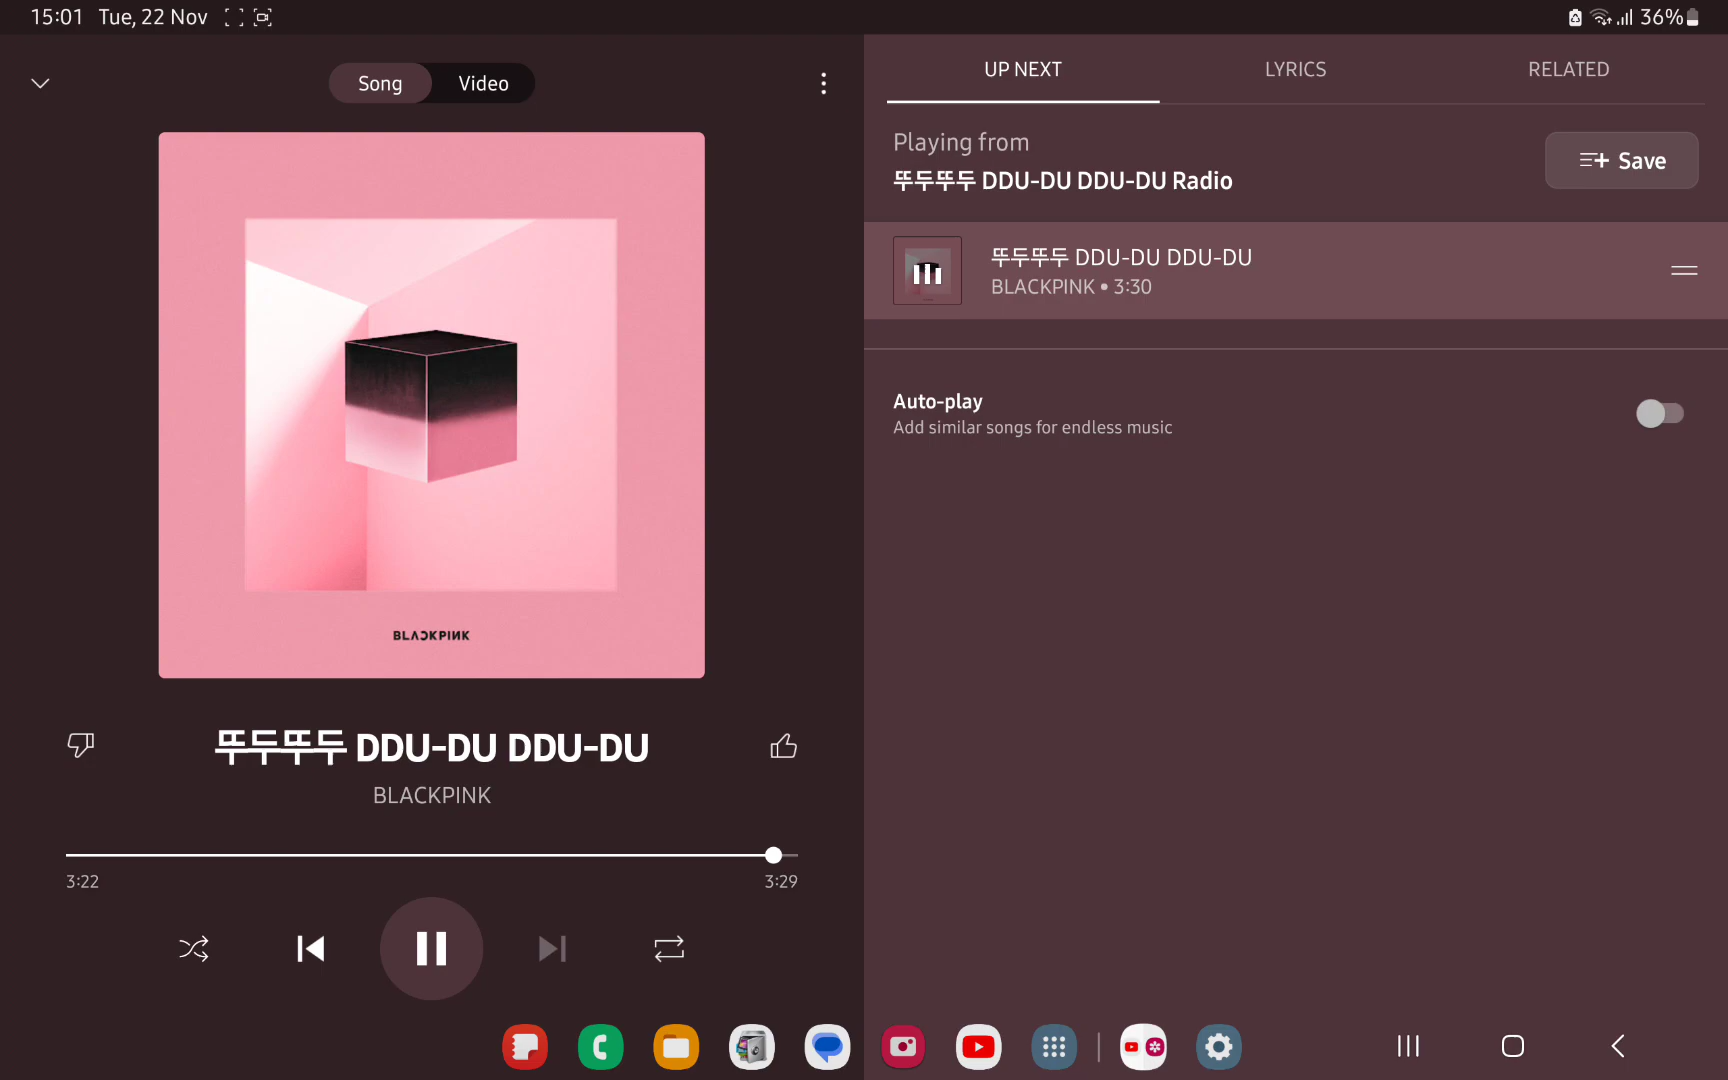 15:01 Tue, 22 Nov
36%
Song
Video
BLACKPINK
뚜두뚜두 DDU-DU DDU-DU
BLACKPINK
3:22
3:29
UP NEXT
LYRICS
RELATED
Playing from
뚜두뚜두 DDU-DU DDU-DU Radio
Save
뚜두뚜두 DDU-DU DDU-DU
BLACKPINK • 3:30
Auto-play
Add similar songs for endless music